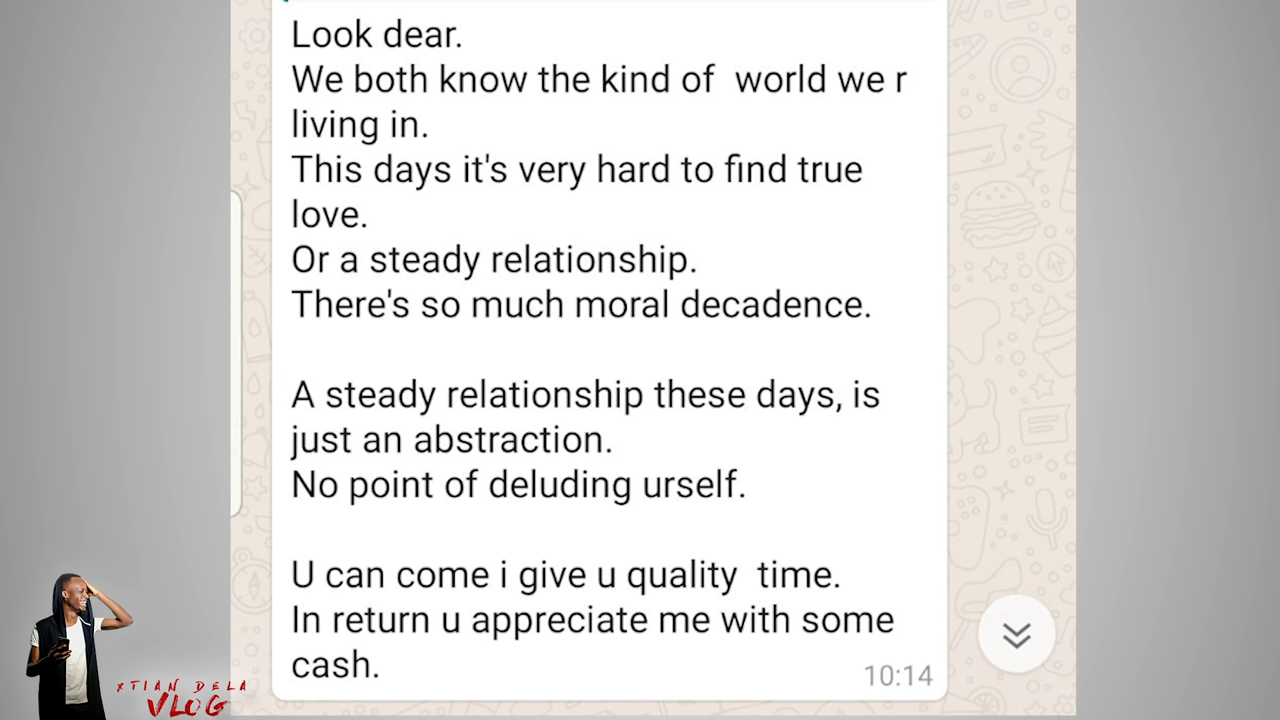 Look dear.
We both know the kind of world we r
living in.
This days it's very hard to find true
love.
Or a steady relationship.
There's so much moral decadence.
A steady relationship these days, is
just an abstraction.
No point of deluding urself.
U can come i give u quality time.
In return u appreciate me with some
cash.
10:14
XTIAN DELA
VLOG